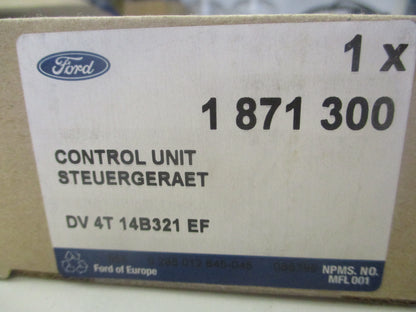 Ford
1 x
1 871 300
CONTROL UNIT
STEUERGERAET
DV 4T 14B321 EF
Ford of Europe
NPMS. NO.
MFL 001